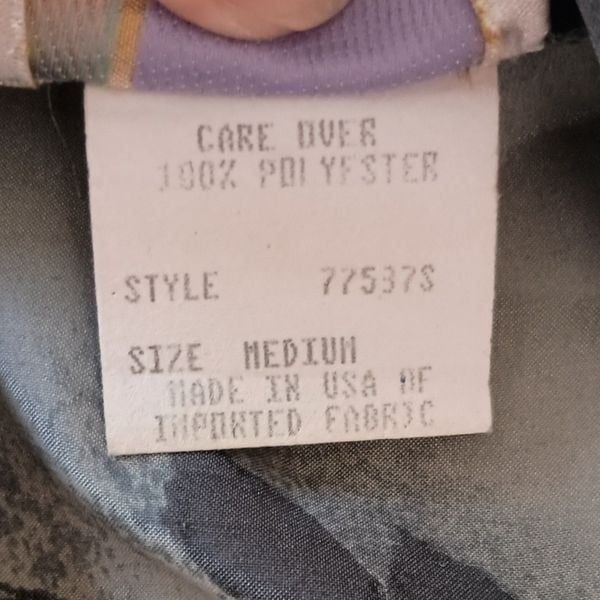 CARE OVER
100% POLYESTER
STYLE 77537S
SIZE MEDIUM
MADE IN USA OF
IMPORTED FABRIC